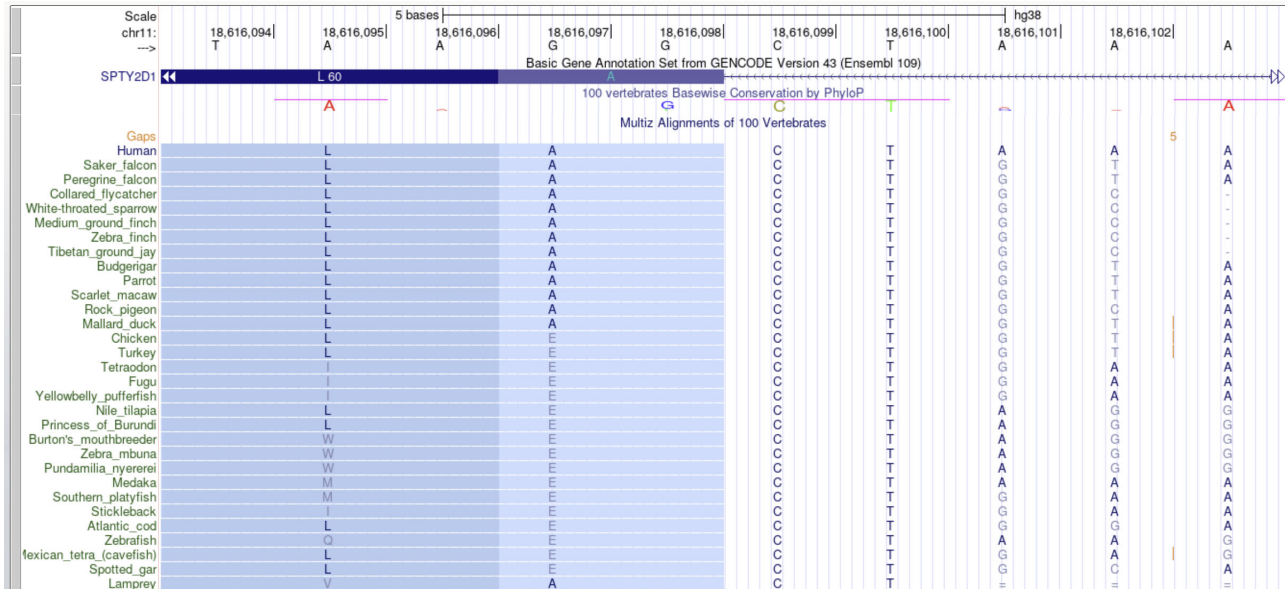 Scale 5 bases hg38
chr11: 18,616,094 18,616,095 18,616,096 18,616,097 18,616,098 18,616,099 18,616,100 18,616,101 18,616,102
---> T A A G G C T A A A
Basic Gene Annotation Set from GENCODE Version 43 (Ensembl 109)
SPTY2D1 L 60 A
100 vertebrates Basewise Conservation by PhyloP
A G C T A
Multiz Alignments of 100 Vertebrates
Gaps 5
Human L A C T A A A
Saker_falcon L A C T G T A
Peregrine_falcon L A C T G T A
Collared_flycatcher L A C T G C -
White-throated_sparrow L A C T G C -
Medium_ground_finch L A C T G C -
Zebra_finch L A C T G C -
Tibetan_ground_jay L A C T G C -
Budgerigar L A C T G T A
Parrot L A C T G T A
Scarlet_macaw L A C T G T A
Rock_pigeon L A C T G C A
Mallard_duck L A C T G T A
Chicken L E C T G T A
Turkey L E C T G T A
Tetraodon I E C T G A A
Fugu I E C T G A A
Yellowbelly_pufferfish I E C T G A A
Nile_tilapia L E C T A G G
Princess_of_Burundi L E C T A G G
Burton's_mouthbreeder W E C T A G G
Zebra_mbuna W E C T A G G
Pundamilia_nyererei W E C T A G G
Medaka M E C T A A A
Southern_platyfish M E C T G A A
Stickleback I E C T G A A
Atlantic_cod L E C T G G A
Zebrafish Q E C T A A G
Mexican_tetra_(cavefish) L E C T G A G
Spotted_gar L E C T G C A
Lamprey V A C T = = =